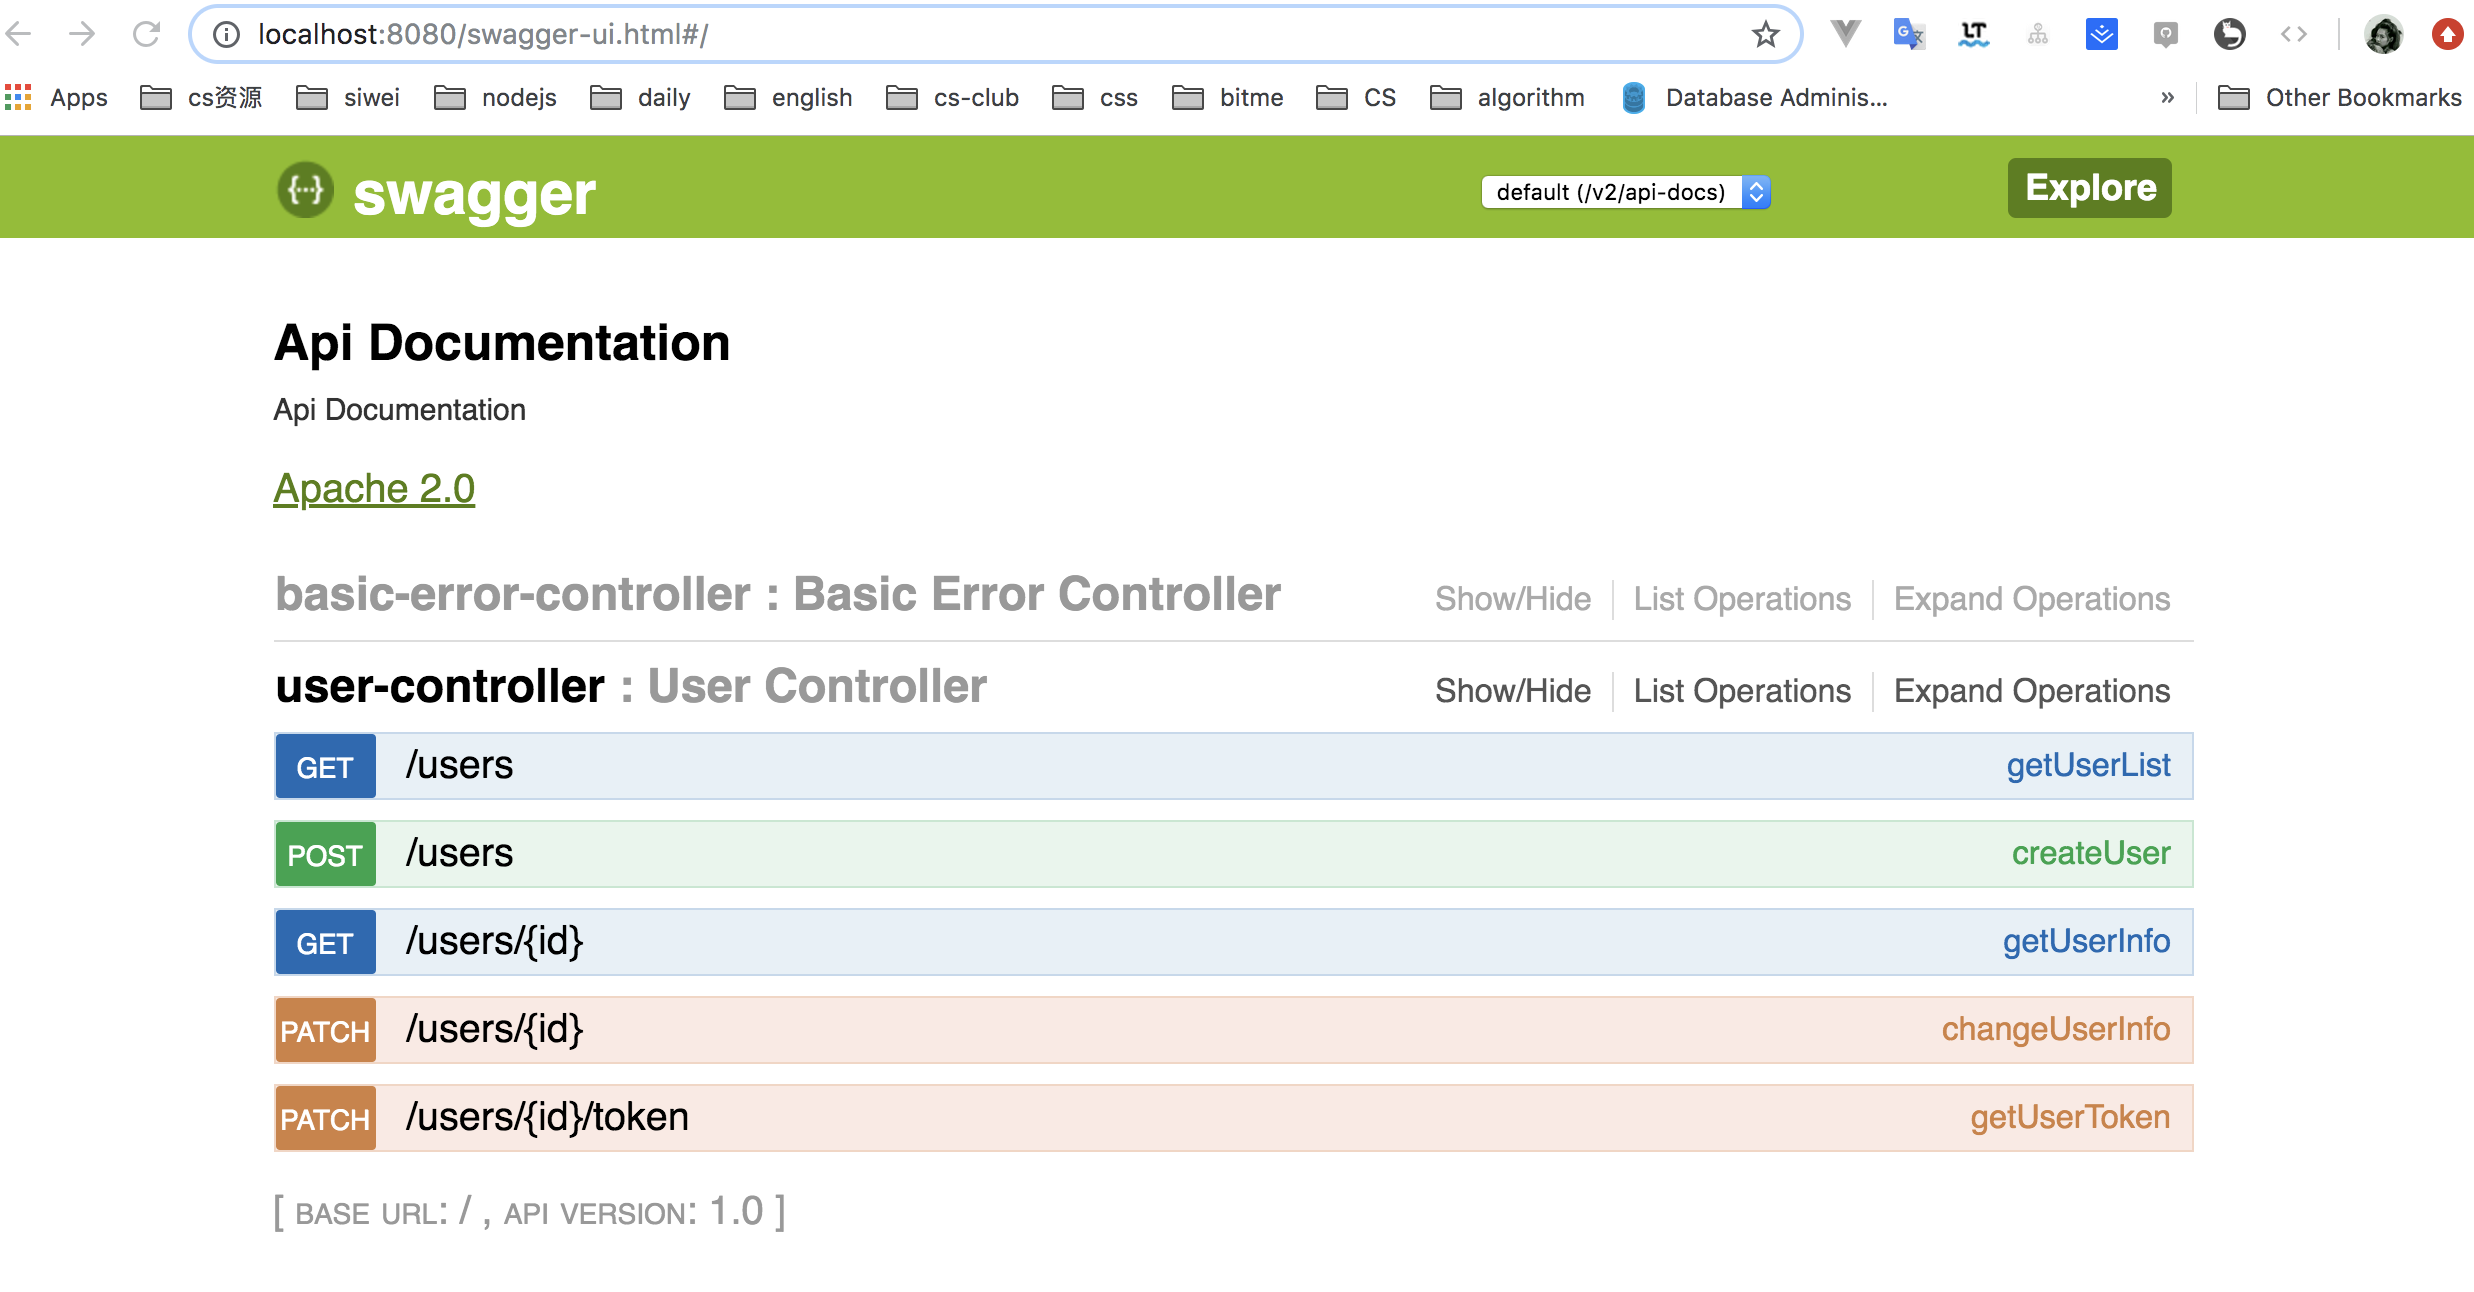 localhost:8080/swagger-ui.html#/
Apps cs资源 siwei nodejs daily english cs-club css bitme CS algorithm Database Adminis... » Other Bookmarks
{···} swagger default (/v2/api-docs) Explore
Api Documentation
Api Documentation
Apache 2.0
basic-error-controller : Basic Error Controller Show/Hide List Operations Expand Operations
user-controller : User Controller Show/Hide List Operations Expand Operations
GET /users getUserList
POST /users createUser
GET /users/{id} getUserInfo
PATCH /users/{id} changeUserInfo
PATCH /users/{id}/token getUserToken
[ BASE URL: / , API VERSION: 1.0 ]